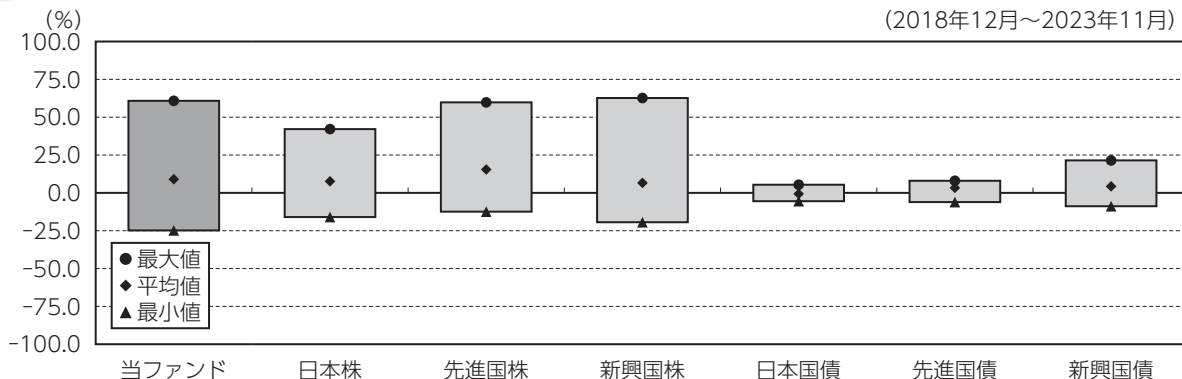 (%)
(2018年12月～2023年11月)
100.0
75.0
50.0
25.0
0.0
-25.0
-50.0
-75.0
-100.0
●最大値
◆平均値
▲最小値
当ファンド 日本株 先進国株 新興国株 日本国債 先進国債 新興国債